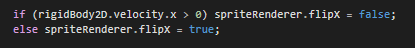 if (rigidBody2D.velocity.x > 0) spriteRenderer.flipX = false;
else spriteRenderer.flipX = true;